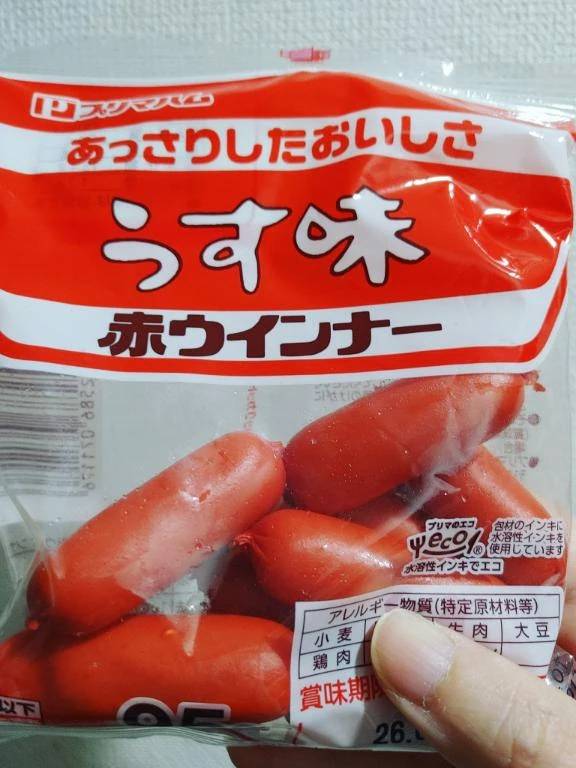 プリマハム
あっさりしたおいしさ
うす味
赤ウインナー
プリマのエコ
eco!®
水溶性インキでエコ
包材のインキに
水溶性インキを
使用しています
アレルギー物質(特定原材料等)
小麦 牛肉 大豆
鶏肉
賞味期
以下
95
26.